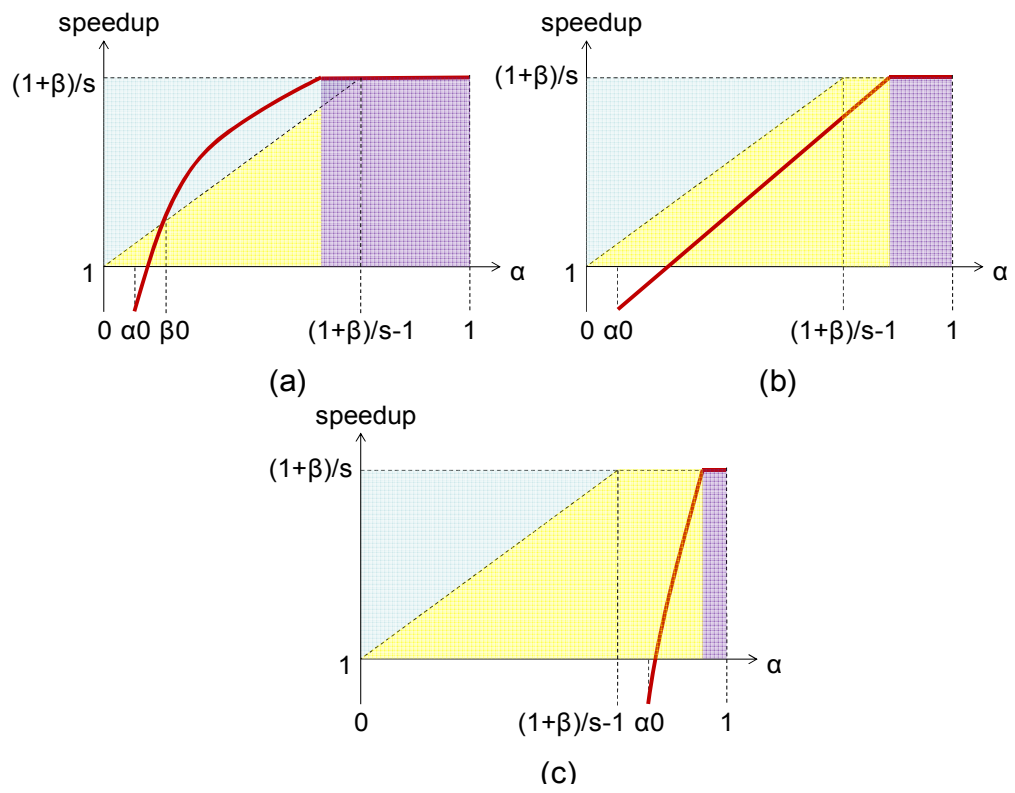 speedup
(1+β)/s
1
α
0 α0 β0 (1+β)/s-1 1
(a)
speedup
(1+β)/s
1
α
0 α0 (1+β)/s-1 1
(b)
speedup
(1+β)/s
1
α
0 (1+β)/s-1 α0 1
(c)